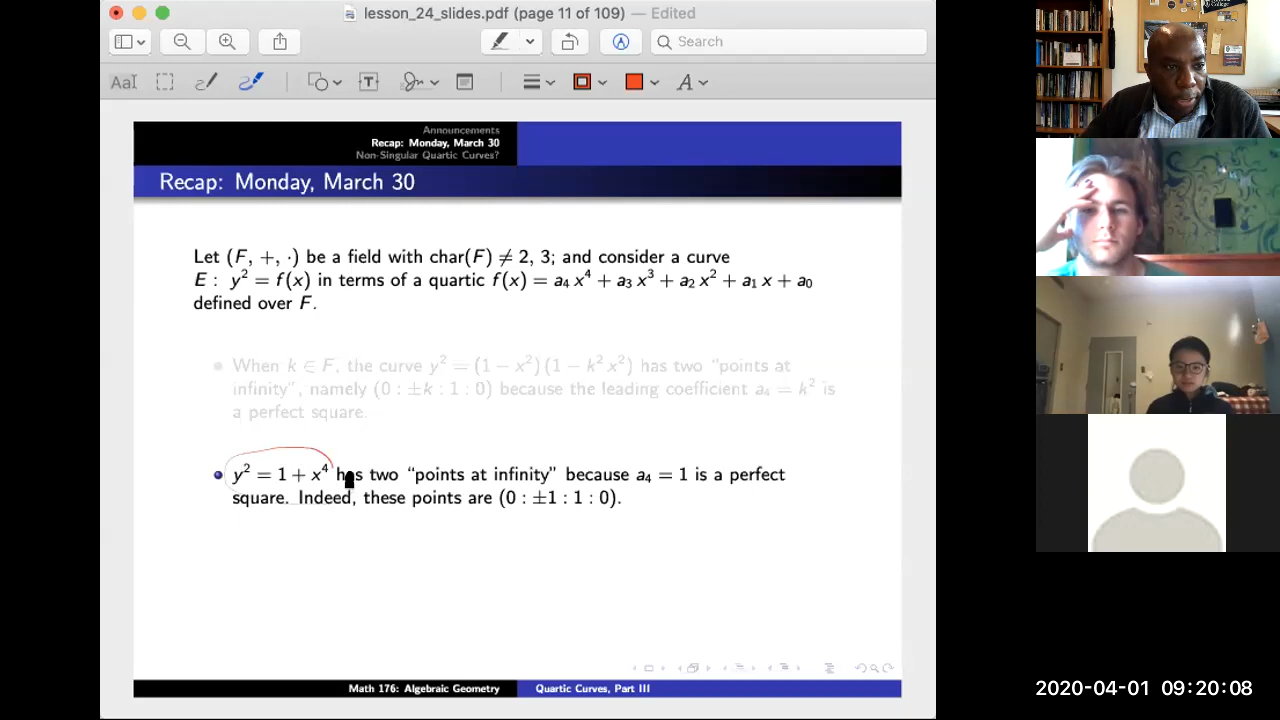 lesson_24_slides.pdf (page 11 of 109) — Edited
Search
AaI
T
A
Announcements
Recap: Monday, March 30
Non-Singular Quartic Curves?
Recap: Monday, March 30
Let (F, +, ·) be a field with char(F) ≠ 2, 3; and consider a curve
E : y² = f(x) in terms of a quartic f(x) = a₄ x⁴ + a₃ x³ + a₂ x² + a₁ x + a₀
defined over F.
When k ∈ F, the curve y² = (1 − x²) (1 − k² x²) has two “points at
infinity”, namely (0 : ±k : 1 : 0) because the leading coefficient a₄ = k² is
a perfect square.
y² = 1 + x⁴ has two “points at infinity” because a₄ = 1 is a perfect
square. Indeed, these points are (0 : ±1 : 1 : 0).
Math 176: Algebraic Geometry
Quartic Curves, Part III
2020-04-01 09:20:08